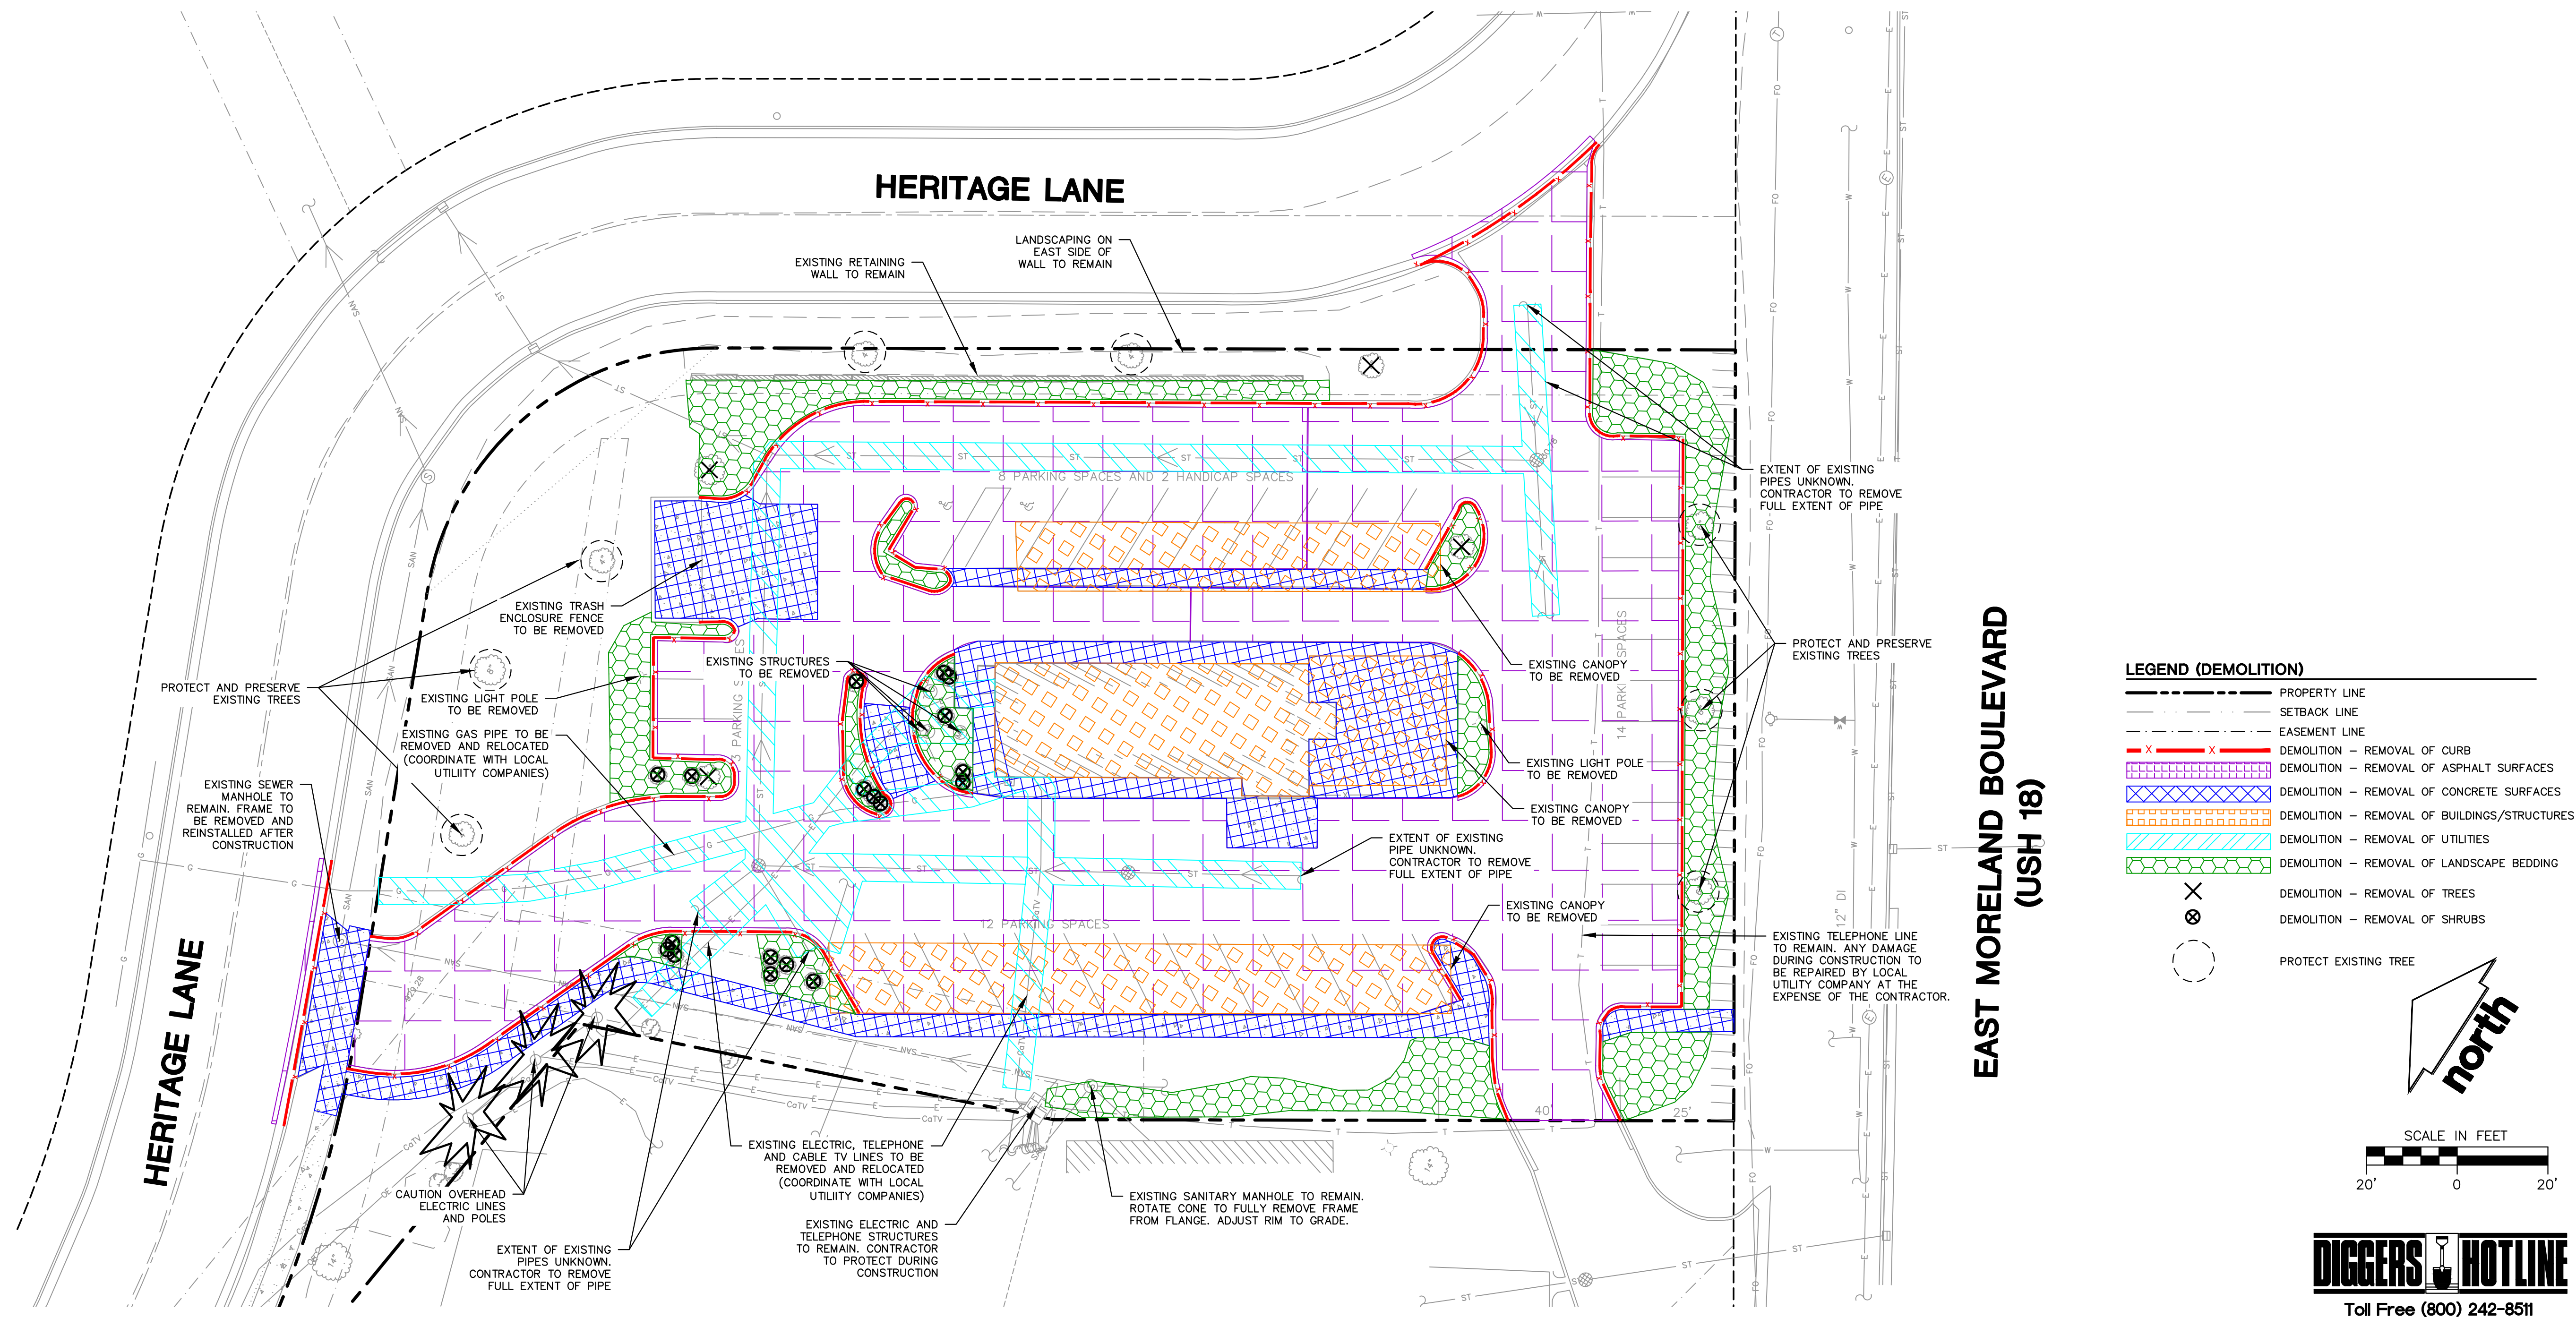 HERITAGE LANE
LANDSCAPING ON
EAST SIDE OF
WALL TO REMAIN
EXISTING RETAINING
WALL TO REMAIN
8 PARKING SPACES AND 2 HANDICAP SPACES
EXTENT OF EXISTING
PIPES UNKNOWN.
CONTRACTOR TO REMOVE
FULL EXTENT OF PIPE
EXISTING TRASH
ENCLOSURE FENCE
TO BE REMOVED
PROTECT AND PRESERVE
EXISTING TREES
EXISTING STRUCTURES
TO BE REMOVED
EXISTING LIGHT POLE
TO BE REMOVED
EXISTING GAS PIPE TO BE
REMOVED AND RELOCATED
(COORDINATE WITH LOCAL
UTILIITY COMPANIES)
EXISTING SEWER
MANHOLE TO
REMAIN. FRAME TO
BE REMOVED AND
REINSTALLED AFTER
CONSTRUCTION
EXISTING CANOPY
TO BE REMOVED
PROTECT AND PRESERVE
EXISTING TREES
EXISTING LIGHT POLE
TO BE REMOVED
EXISTING CANOPY
TO BE REMOVED
EXTENT OF EXISTING
PIPE UNKNOWN.
CONTRACTOR TO REMOVE
FULL EXTENT OF PIPE
EXISTING CANOPY
TO BE REMOVED
12 PARKING SPACES
EXISTING TELEPHONE LINE
TO REMAIN. ANY DAMAGE
DURING CONSTRUCTION TO
BE REPAIRED BY LOCAL
UTILITY COMPANY AT THE
EXPENSE OF THE CONTRACTOR.
12" DI
HERITAGE LANE
EAST MORELAND BOULEVARD
(USH 18)
40'
25'
EXISTING ELECTRIC, TELEPHONE
AND CABLE TV LINES TO BE
REMOVED AND RELOCATED
(COORDINATE WITH LOCAL
UTILIITY COMPANIES)
CAUTION OVERHEAD
ELECTRIC LINES
AND POLES
EXISTING SANITARY MANHOLE TO REMAIN.
ROTATE CONE TO FULLY REMOVE FRAME
FROM FLANGE. ADJUST RIM TO GRADE.
EXISTING ELECTRIC AND
TELEPHONE STRUCTURES
TO REMAIN. CONTRACTOR
TO PROTECT DURING
CONSTRUCTION
EXTENT OF EXISTING
PIPES UNKNOWN.
CONTRACTOR TO REMOVE
FULL EXTENT OF PIPE
14"
14"
LEGEND (DEMOLITION)
PROPERTY LINE
SETBACK LINE
EASEMENT LINE
DEMOLITION – REMOVAL OF CURB
DEMOLITION – REMOVAL OF ASPHALT SURFACES
DEMOLITION – REMOVAL OF CONCRETE SURFACES
DEMOLITION – REMOVAL OF BUILDINGS/STRUCTURES
DEMOLITION – REMOVAL OF UTILITIES
DEMOLITION – REMOVAL OF LANDSCAPE BEDDING
DEMOLITION – REMOVAL OF TREES
DEMOLITION – REMOVAL OF SHRUBS
PROTECT EXISTING TREE
north
SCALE IN FEET
20' 0 20'
DIGGERS HOTLINE
Toll Free (800) 242-8511